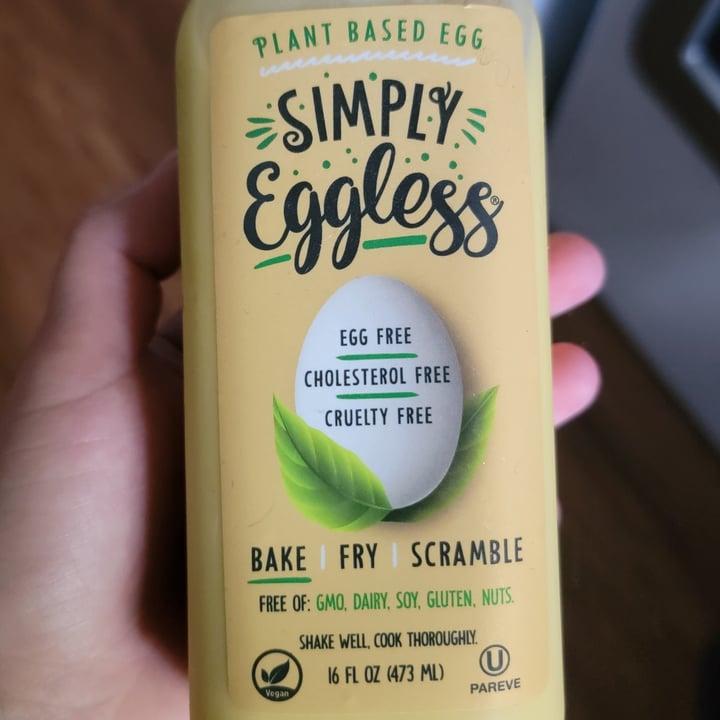 PLANT BASED EGG
SIMPLY
Eggless®
EGG FREE
CHOLESTEROL FREE
CRUELTY FREE
BAKE | FRY | SCRAMBLE
FREE OF: GMO, DAIRY, SOY, GLUTEN, NUTS.
SHAKE WELL, COOK THOROUGHLY.
16 FL OZ (473 ML)
Vegan
U
PAREVE